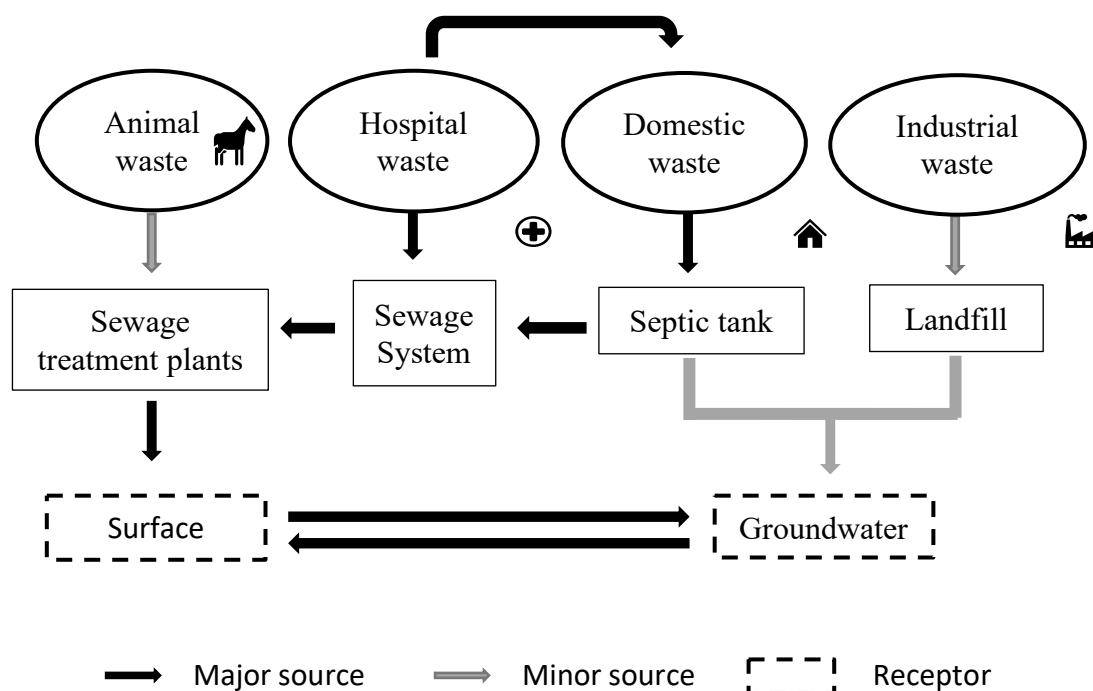 Animal
waste
Hospital
waste
Domestic
waste
Industrial
waste
Sewage
treatment plants
Sewage
System
Septic tank
Landfill
Surface
Groundwater
Major source
Minor source
Receptor